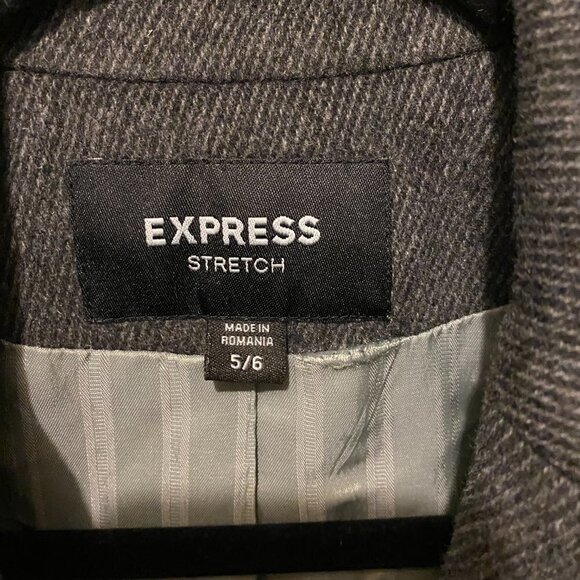 EXPRESS
STRETCH
MADE IN
ROMANIA
5/6